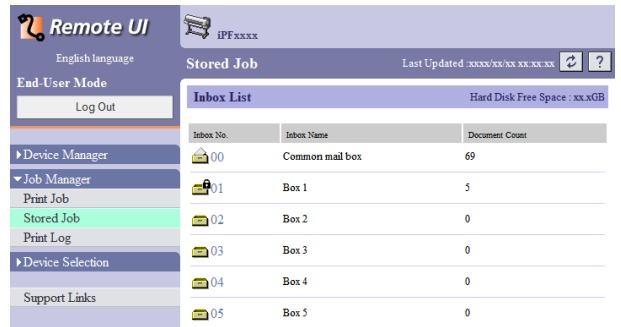 Remote UI
English language
End-User Mode
Log Out
Device Manager
Job Manager
Print Job
Stored Job
Print Log
Device Selection
Support Links
iPFxxxx
Stored Job
Last Updated :xxxx/xx/xx xx:xx:xx
?
Inbox List
Hard Disk Free Space : xx.xGB
Inbox No. Inbox Name Document Count
00 Common mail box 69
01 Box 1 5
02 Box 2 0
03 Box 3 0
04 Box 4 0
05 Box 5 0